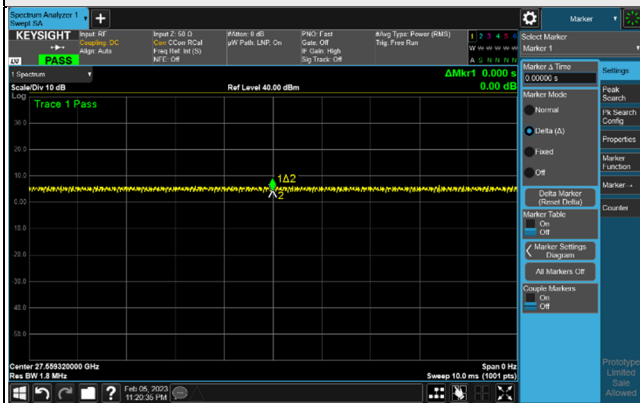 Spectrum Analyzer 1
Swept SA
Marker
KEYSIGHT
Input: RF
Coupling: DC
Align: Auto
Input Z: 50 Ω
Corr CCorr RCal
Freq Ref: Int (S)
NFE: Off
#Atten: 0 dB
µW Path: LNP, On
PNO: Fast
Gate: Off
IF Gain: High
Sig Track: Off
#Avg Type: Power (RMS)
Trig: Free Run
1 2 3 4 5 6
W W W W W W
A S N N N N
PASS
Select Marker
Marker 1
1 Spectrum
Scale/Div 10 dB
Ref Level 40.00 dBm
ΔMkr1 0.000 s
0.00 dB
Log
Trace 1 Pass
30.0
20.0
10.0
0.00
10.0
20.0
30.0
50.0
1Δ2
2
Center 27.559320000 GHz
Res BW 1.8 MHz
Span 0 Hz
Sweep 10.0 ms (1001 pts)
Marker Δ Time
0.00000 s
Marker Mode
Normal
Delta (Δ)
Fixed
Off
Delta Marker
(Reset Delta)
Marker Table
On
Off
Marker Settings
Diagram
All Markers Off
Couple Markers
On
Off
Settings
Peak
Search
Pk Search
Config
Properties
Marker
Function
Marker→
Counter
Prototype
Limited
Sale
Allowed
Feb 05, 2023
11:20:35 PM